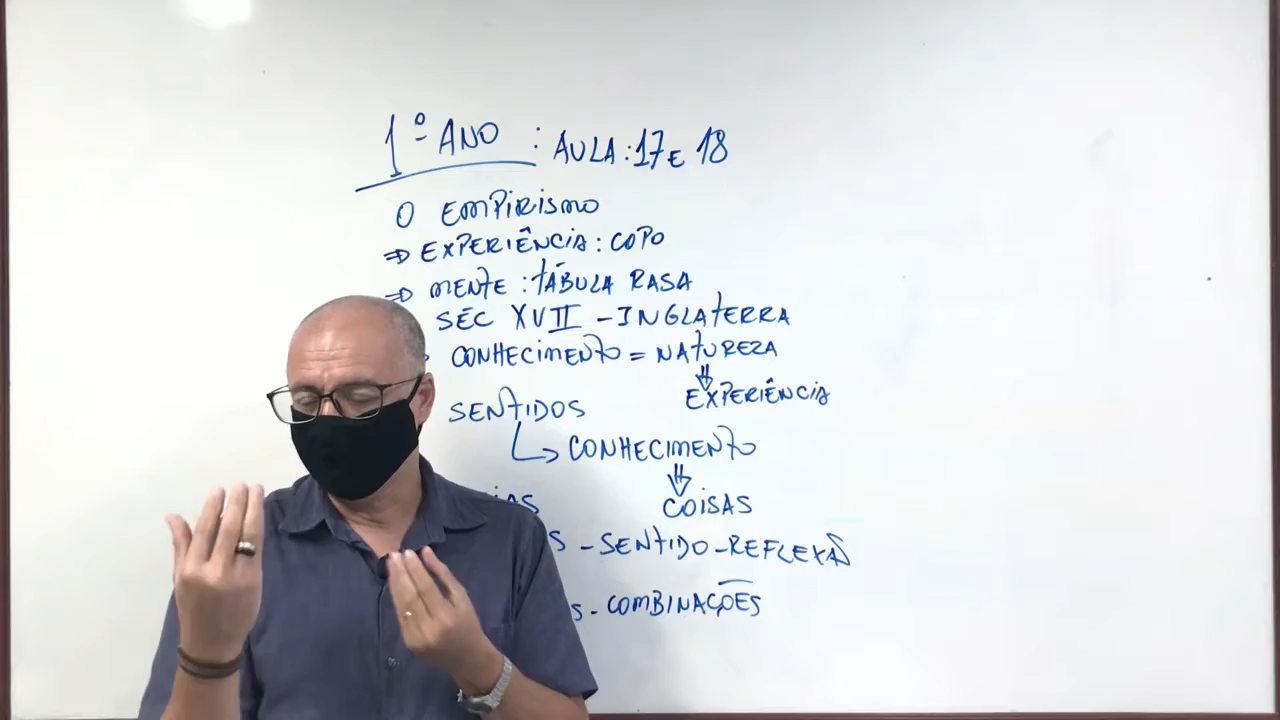 1º ANO : AULA : 17 E 18
O EMPIRISMO
⇒ EXPERIÊNCIA : COPO
⇒ MENTE : TÁBULA RASA
SÉC XVII - INGLATERRA
CONHECIMENTO = NATUREZA
⇓
EXPERIÊNCIA
SENTIDOS
↳ CONHECIMENTO
⇓
COISAS
S - SENTIDO - REFLEXÃ
S - COMBINAÇÕES